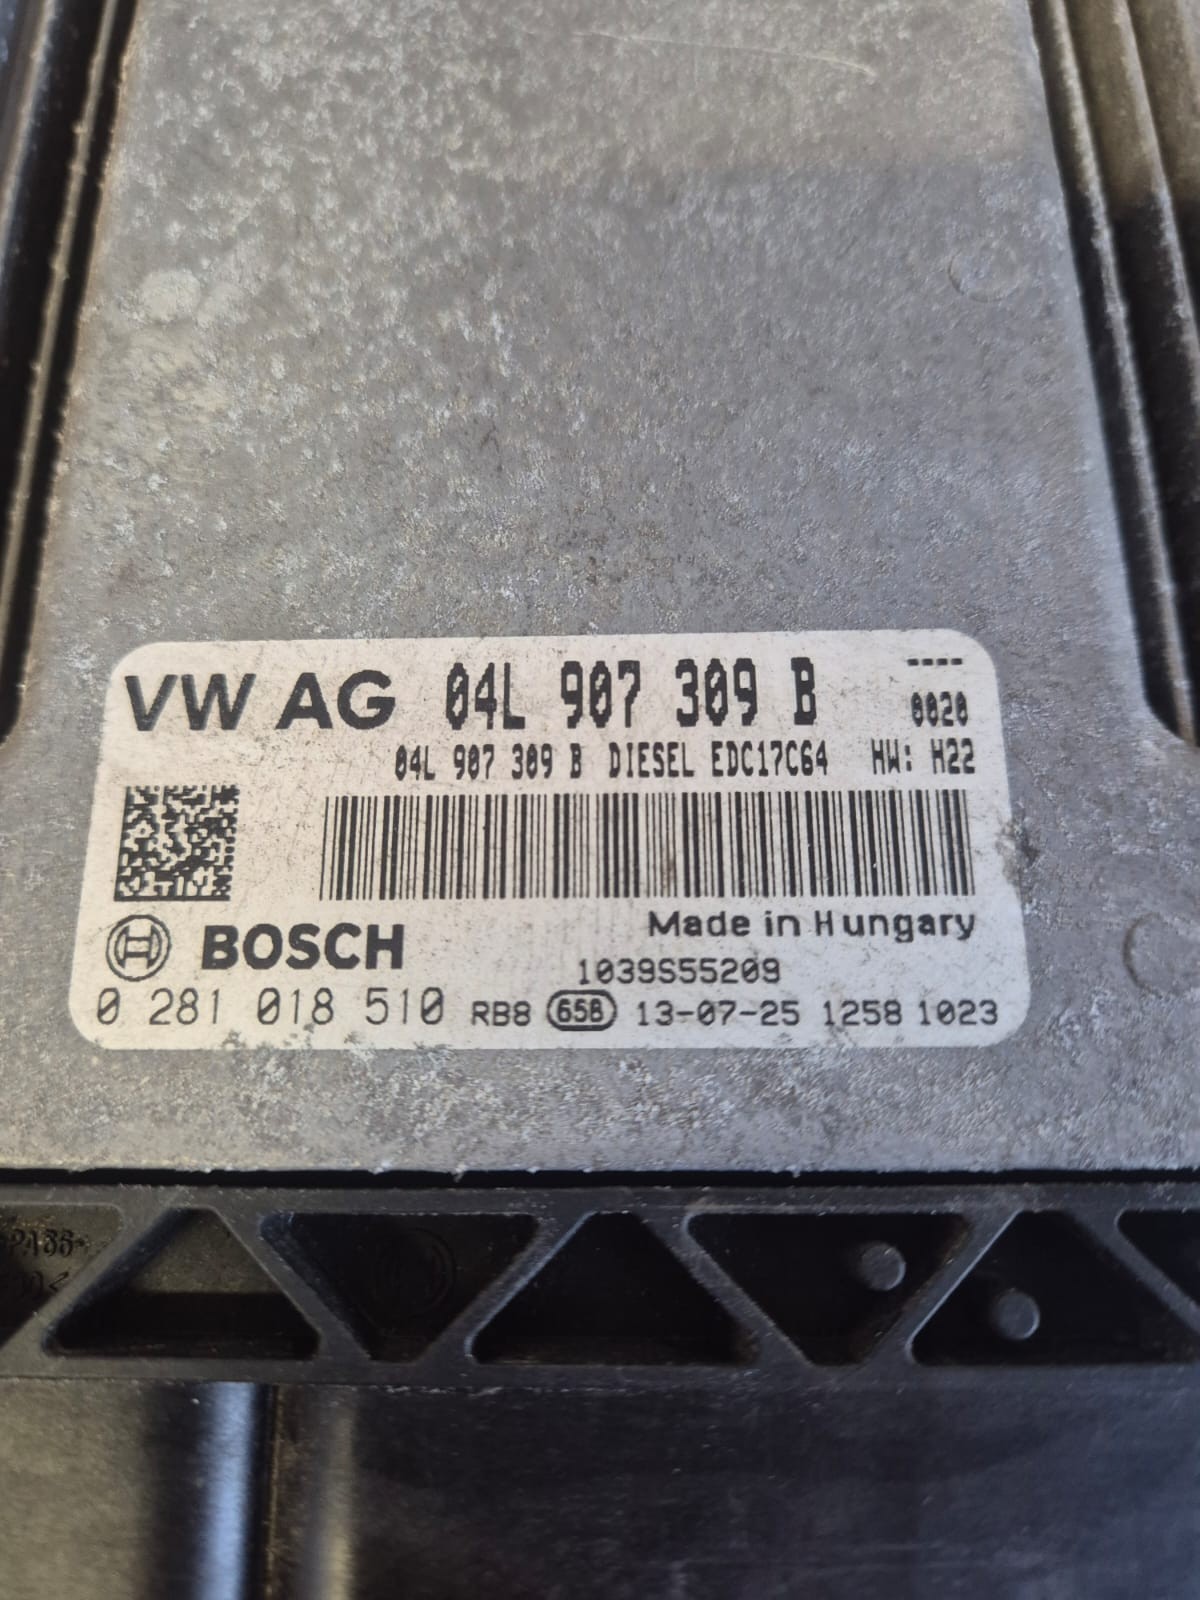 VW AG 04L 907 309 B ----
0020
04L 907 309 B DIESEL EDC17C64 HW: H22
Made in Hungary
BOSCH
1039S55209
0 281 018 510 RB8 658 13-07-25 1258 1023